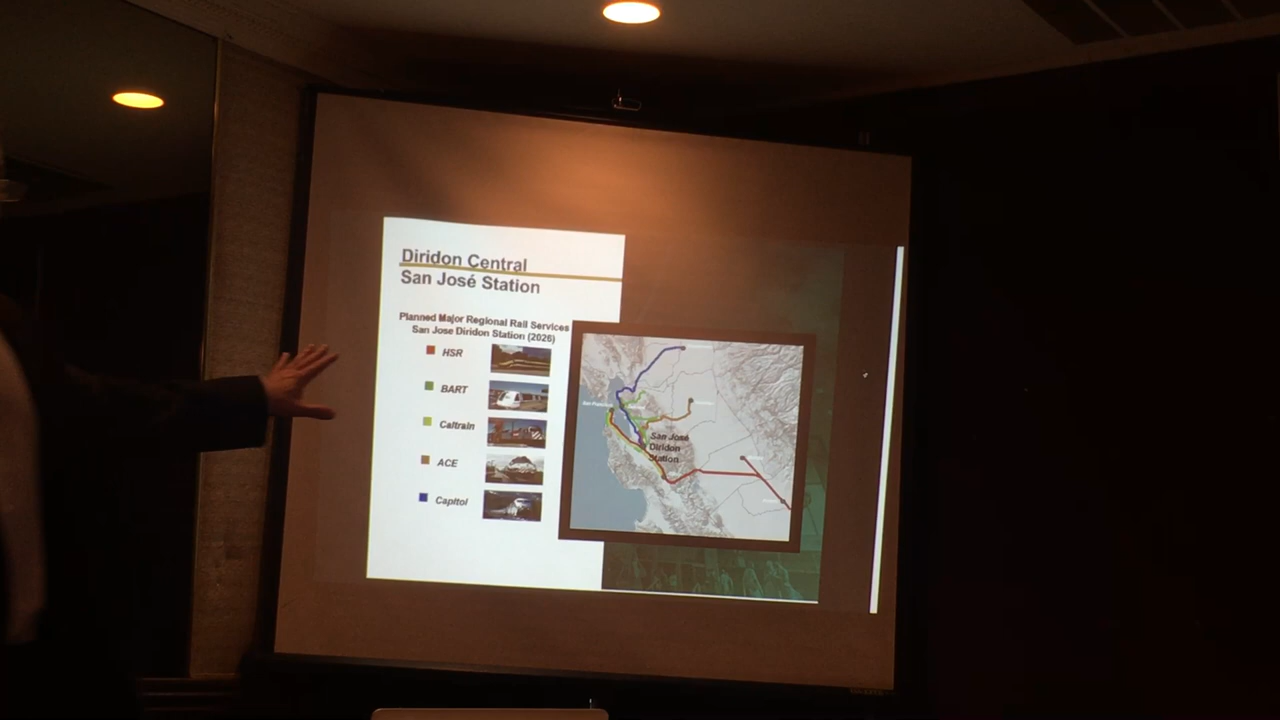 Diridon Central
San José Station
Planned Major Regional Rail Services
San Jose Diridon Station (2026)
HSR
BART
Caltrain
ACE
Capitol
San José
Diridon
Station